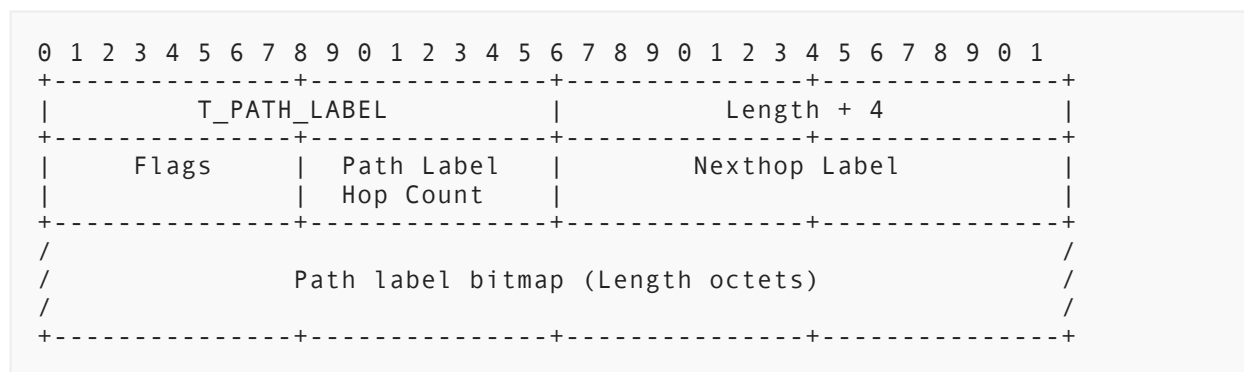 0 1 2 3 4 5 6 7 8 9 0 1 2 3 4 5 6 7 8 9 0 1 2 3 4 5 6 7 8 9 0 1
+---------------+---------------+---------------+---------------+
|         T_PATH_LABEL          |          Length + 4           |
+---------------+---------------+---------------+---------------+
|     Flags     |  Path Label   |        Nexthop Label          |
|               |  Hop Count    |                               |
+---------------+---------------+---------------+---------------+
/                                                               /
/               Path label bitmap (Length octets)               /
/                                                               /
+---------------+---------------+---------------+---------------+